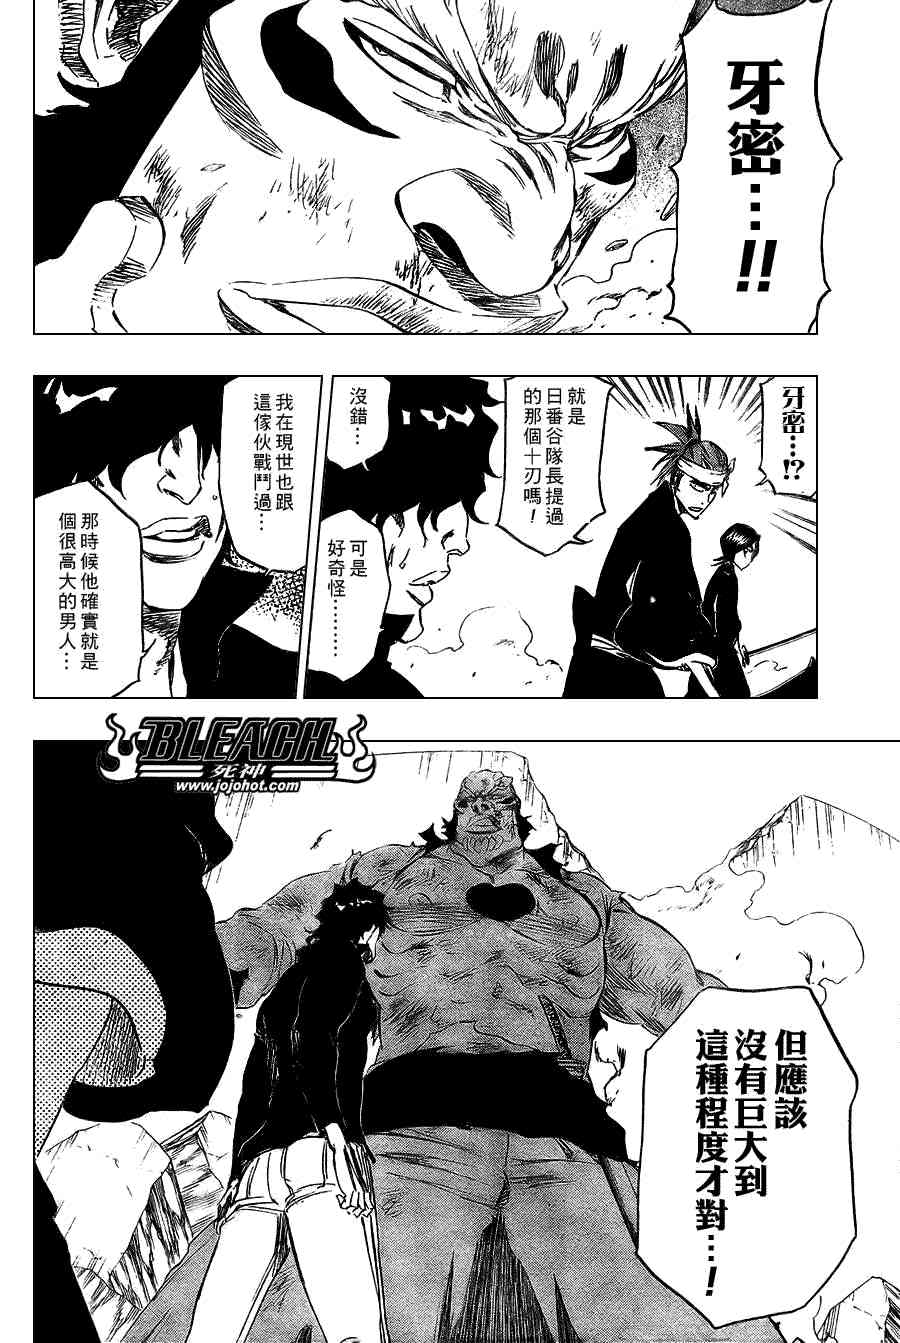 牙密…!!
牙密…!?
就是
日番谷隊長提過
的那個十刃嗎！
沒錯…
可是
好奇怪………
我在現世也跟
這傢伙戰鬥過…
那時候他確實就是
個很高大的男人…
BLEACH
死神
www.jojohot.com
但應該
沒有巨大到
這種程度才對…！